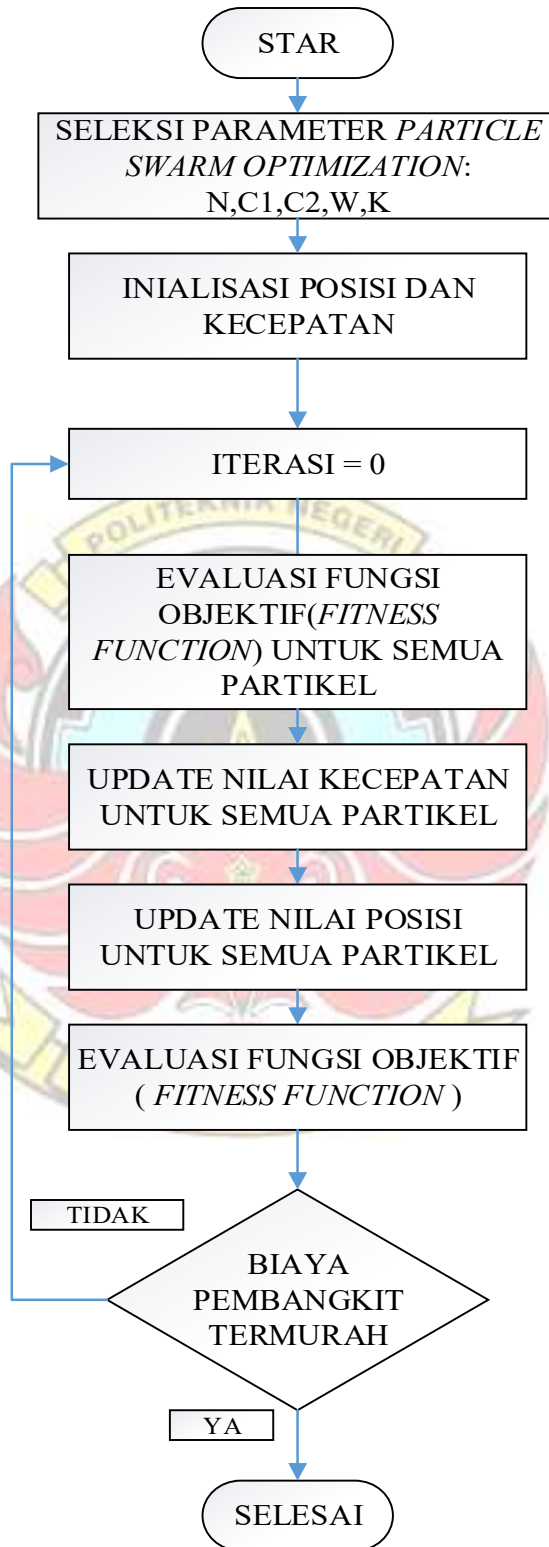 STAR
SELEKSI PARAMETER PARTICLE
SWARM OPTIMIZATION:
N,C1,C2,W,K
INIALISASI POSISI DAN
KECEPATAN
ITERASI = 0
POLITEKNIK NEGERI
EVALUASI FUNGSI
OBJEKTIF(FITNESS
FUNCTION) UNTUK SEMUA
PARTIKEL
UPDATE NILAI KECEPATAN
UNTUK SEMUA PARTIKEL
UPDATE NILAI POSISI
UNTUK SEMUA PARTIKEL
EVALUASI FUNGSI OBJEKTIF
( FITNESS FUNCTION )
TIDAK
BIAYA
PEMBANGKIT
TERMURAH
YA
SELESAI